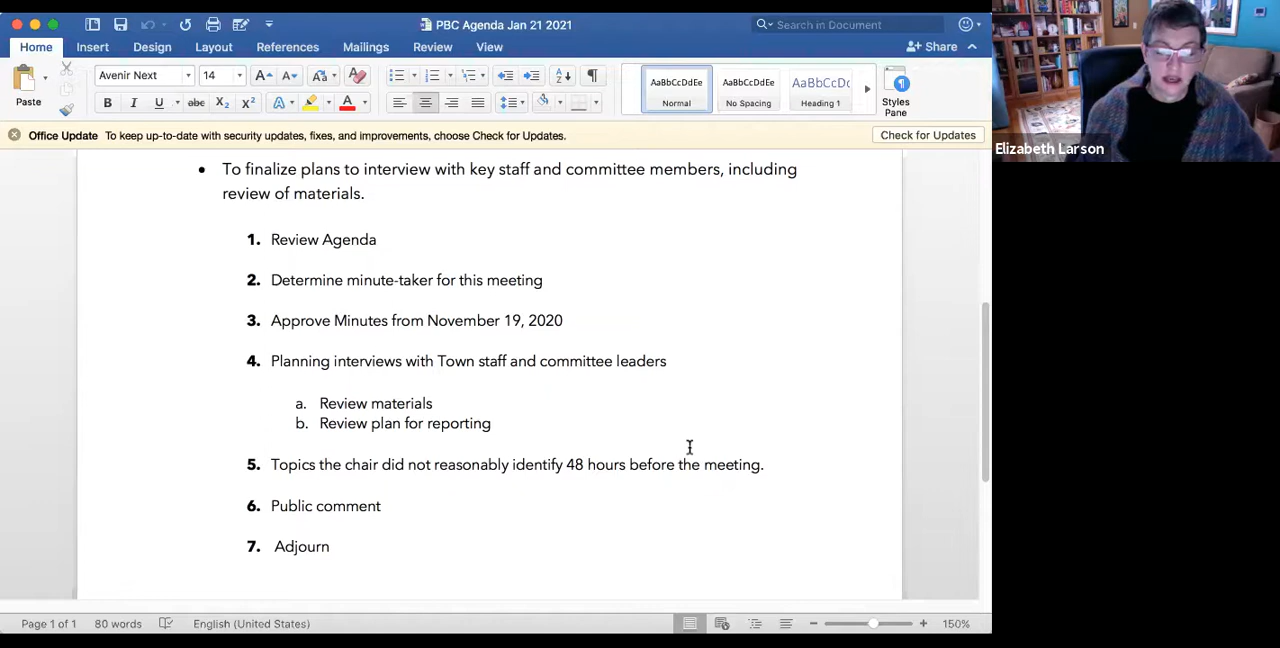 PBC Agenda Jan 21 2021
Search in Document
Home Insert Design Layout References Mailings Review View
Share
Paste
Avenir Next 14
AaBbCcDdEe AaBbCcDdEe AaBbCcDc
Normal No Spacing Heading 1
Styles Pane
B I U abc X₂ X²
Office Update To keep up-to-date with security updates, fixes, and improvements, choose Check for Updates.
Check for Updates
Elizabeth Larson
• To finalize plans to interview with key staff and committee members, including
review of materials.
1. Review Agenda
2. Determine minute-taker for this meeting
3. Approve Minutes from November 19, 2020
4. Planning interviews with Town staff and committee leaders
a. Review materials
b. Review plan for reporting
5. Topics the chair did not reasonably identify 48 hours before the meeting.
6. Public comment
7. Adjourn
Page 1 of 1 80 words English (United States) 150%